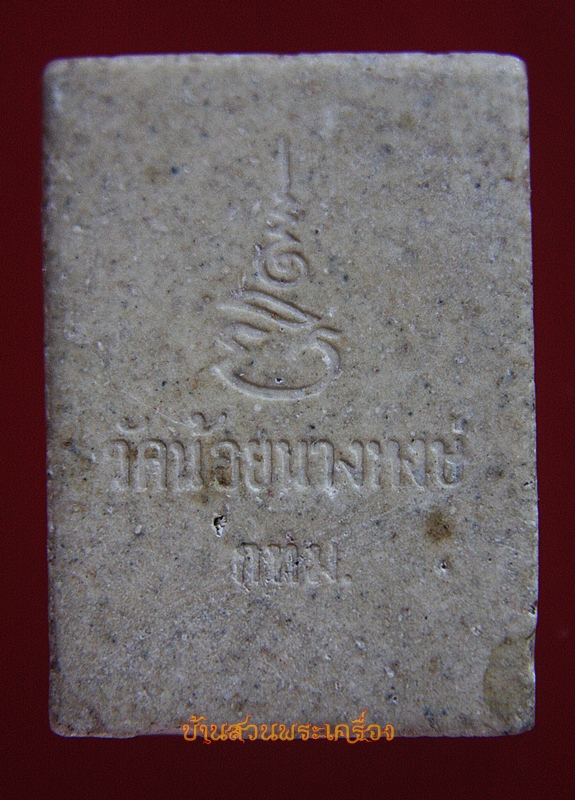 วัดน้อยนางหงษ์
กทม.
บ้านสวนพระเครื่อง